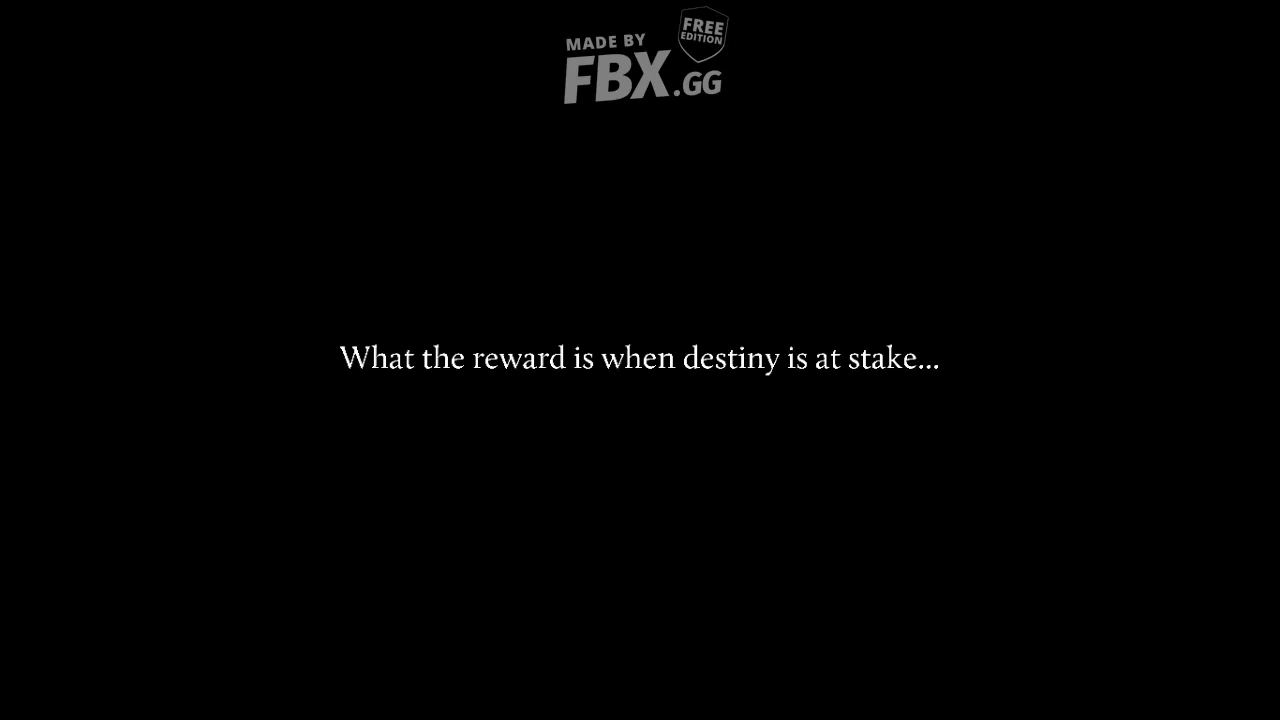 MADE BY
FREE
EDITION
FBX.GG
What the reward is when destiny is at stake...